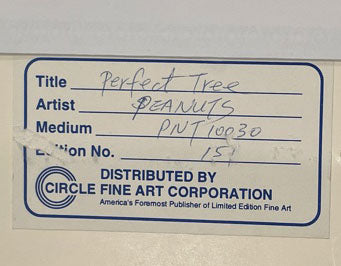 Title Perfect Tree
Artist PEANUTS
Medium PNT10030
Edition No. 151
DISTRIBUTED BY
CIRCLE FINE ART CORPORATION
America's Foremost Publisher of Limited Edition Fine Art